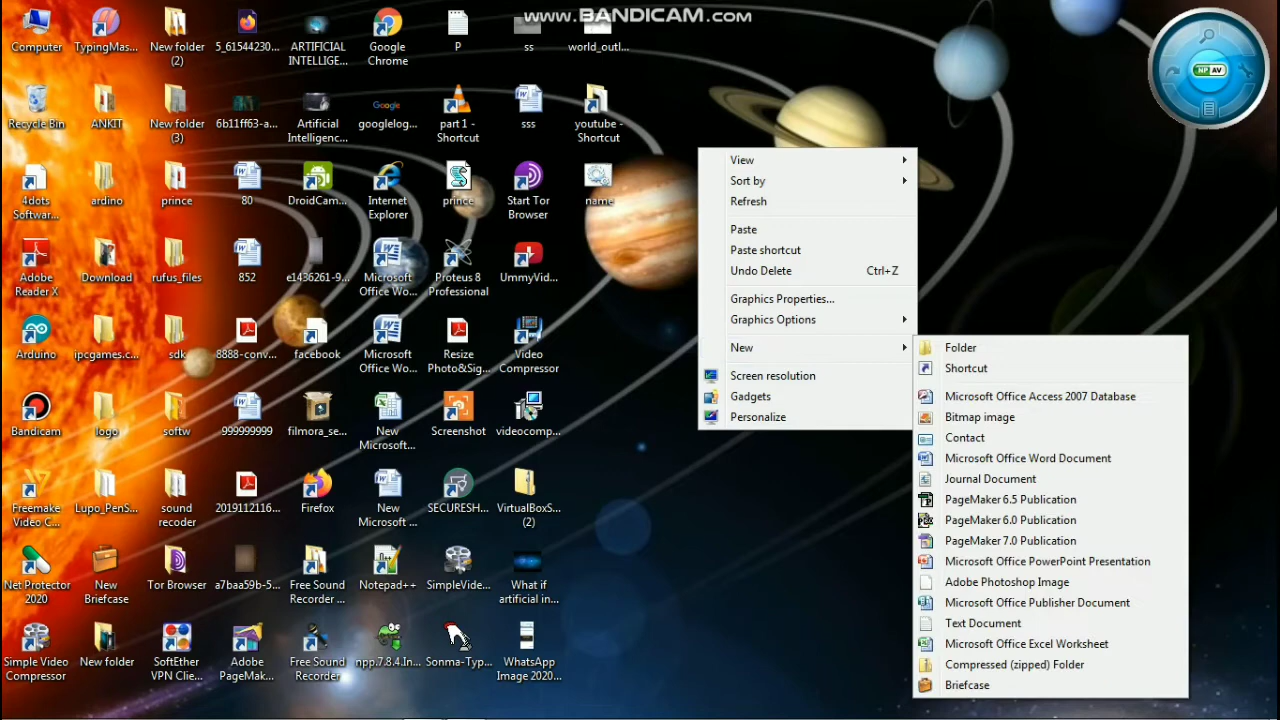 www.BANDICAM.com
Computer
TypingMas...
New folder
(2)
5_61544230...
ARTIFICIAL
INTELLIGE...
Google
Chrome
P
ss
world_outl...
NP AV
Recycle Bin
ANKIT
New folder
(3)
6b11ff63-a...
Artificial
Intelligenc...
Google
googlelog...
part 1 -
Shortcut
sss
youtube -
Shortcut
4dots
Softwar...
ardino
prince
80
DroidCam...
Internet
Explorer
prince
Start Tor
Browser
name
Adobe
Reader X
Download
rufus_files
852
e1436261-9...
Microsoft
Office Wo...
Proteus 8
Professional
UmmyVid...
Arduino
ipcgames.c...
sdk
8888-conv...
facebook
Microsoft
Office Wo...
Resize
Photo&Sig...
Video
Compressor
Bandicam
logo
softw
999999999
filmora_se...
New
Microsoft...
Screenshot
videocomp...
Freemake
Video C...
Lupo_PenS...
sound
recoder
2019112116...
Firefox
New
Microsoft ...
SECURESH...
VirtualBoxS...
(2)
Net Protector
2020
New
Briefcase
Tor Browser
a7baa59b-5...
Free Sound
Recorder ...
Notepad++
SimpleVide...
What if
artificial in...
Simple Video
Compressor
New folder
SoftEther
VPN Clie...
Adobe
PageMak...
Free Sound
Recorder
npp.7.8.4.In...
Sonma-Typ...
WhatsApp
Image 2020...
View
Sort by
Refresh
Paste
Paste shortcut
Undo Delete Ctrl+Z
Graphics Properties...
Graphics Options
New
Screen resolution
Gadgets
Personalize
Folder
Shortcut
Microsoft Office Access 2007 Database
Bitmap image
Contact
Microsoft Office Word Document
Journal Document
PageMaker 6.5 Publication
PageMaker 6.0 Publication
PageMaker 7.0 Publication
Microsoft Office PowerPoint Presentation
Adobe Photoshop Image
Microsoft Office Publisher Document
Text Document
Microsoft Office Excel Worksheet
Compressed (zipped) Folder
Briefcase